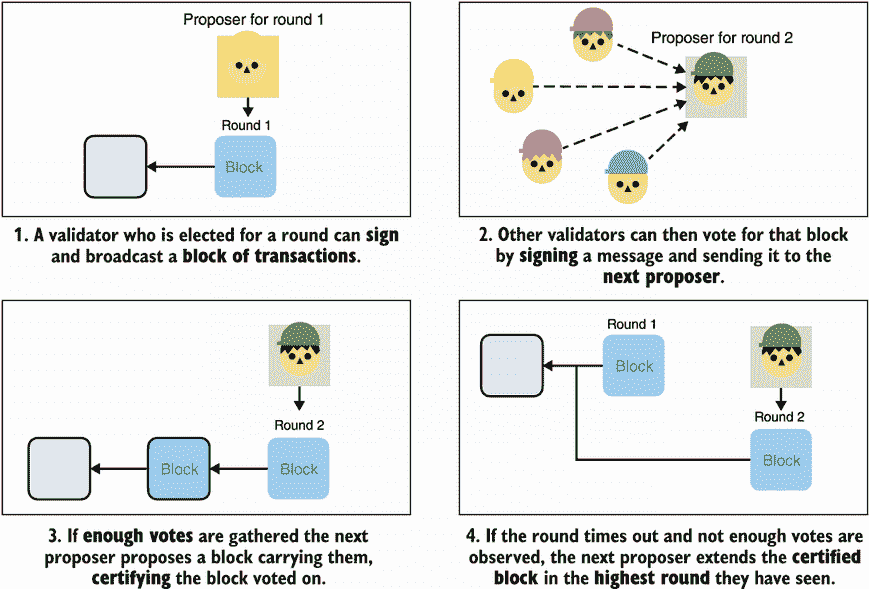 Proposer for round 1
Round 1
Block
1. A validator who is elected for a round can sign
and broadcast a block of transactions.
Proposer for round 2
2. Other validators can then vote for that block
by signing a message and sending it to the
next proposer.
Round 2
Block
Block
3. If enough votes are gathered the next
proposer proposes a block carrying them,
certifying the block voted on.
Round 1
Block
Round 2
Block
4. If the round times out and not enough votes are
observed, the next proposer extends the certified
block in the highest round they have seen.